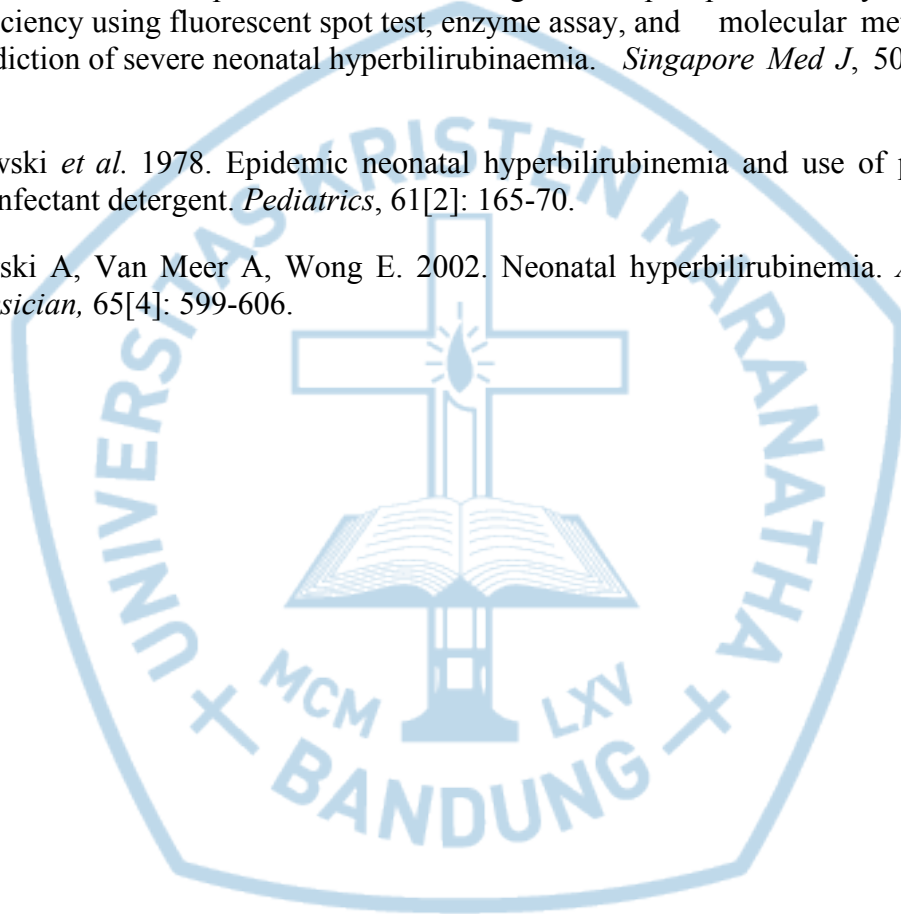 ciency using fluorescent spot test, enzyme assay, and molecular me
diction of severe neonatal hyperbilirubinaemia. Singapore Med J, 50
vski et al. 1978. Epidemic neonatal hyperbilirubinemia and use of p
nfectant detergent. Pediatrics, 61[2]: 165-70.
ski A, Van Meer A, Wong E. 2002. Neonatal hyperbilirubinemia.
sician, 65[4]: 599-606.
UNIVERSITAS KRISTEN MARANATHA
MCM LXV
BANDUNG